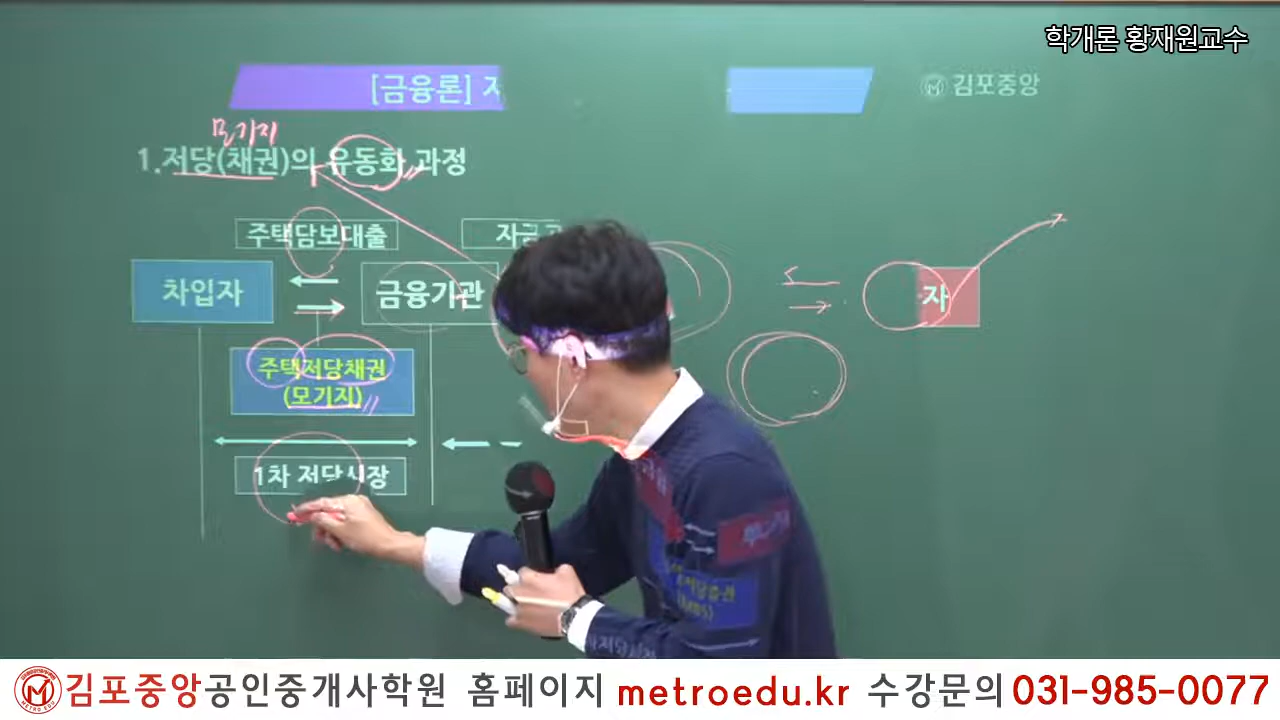 학개론 황재원교수
[금융론]
김포중앙
모기지
1.저당(채권)의 유동화 과정
주택담보대출
차입자
금융기관
자
주택저당채권
(모기지)
1차 저당시장
김포중앙공인중개사학원 홈페이지 metroedu.kr 수강문의 031-985-0077